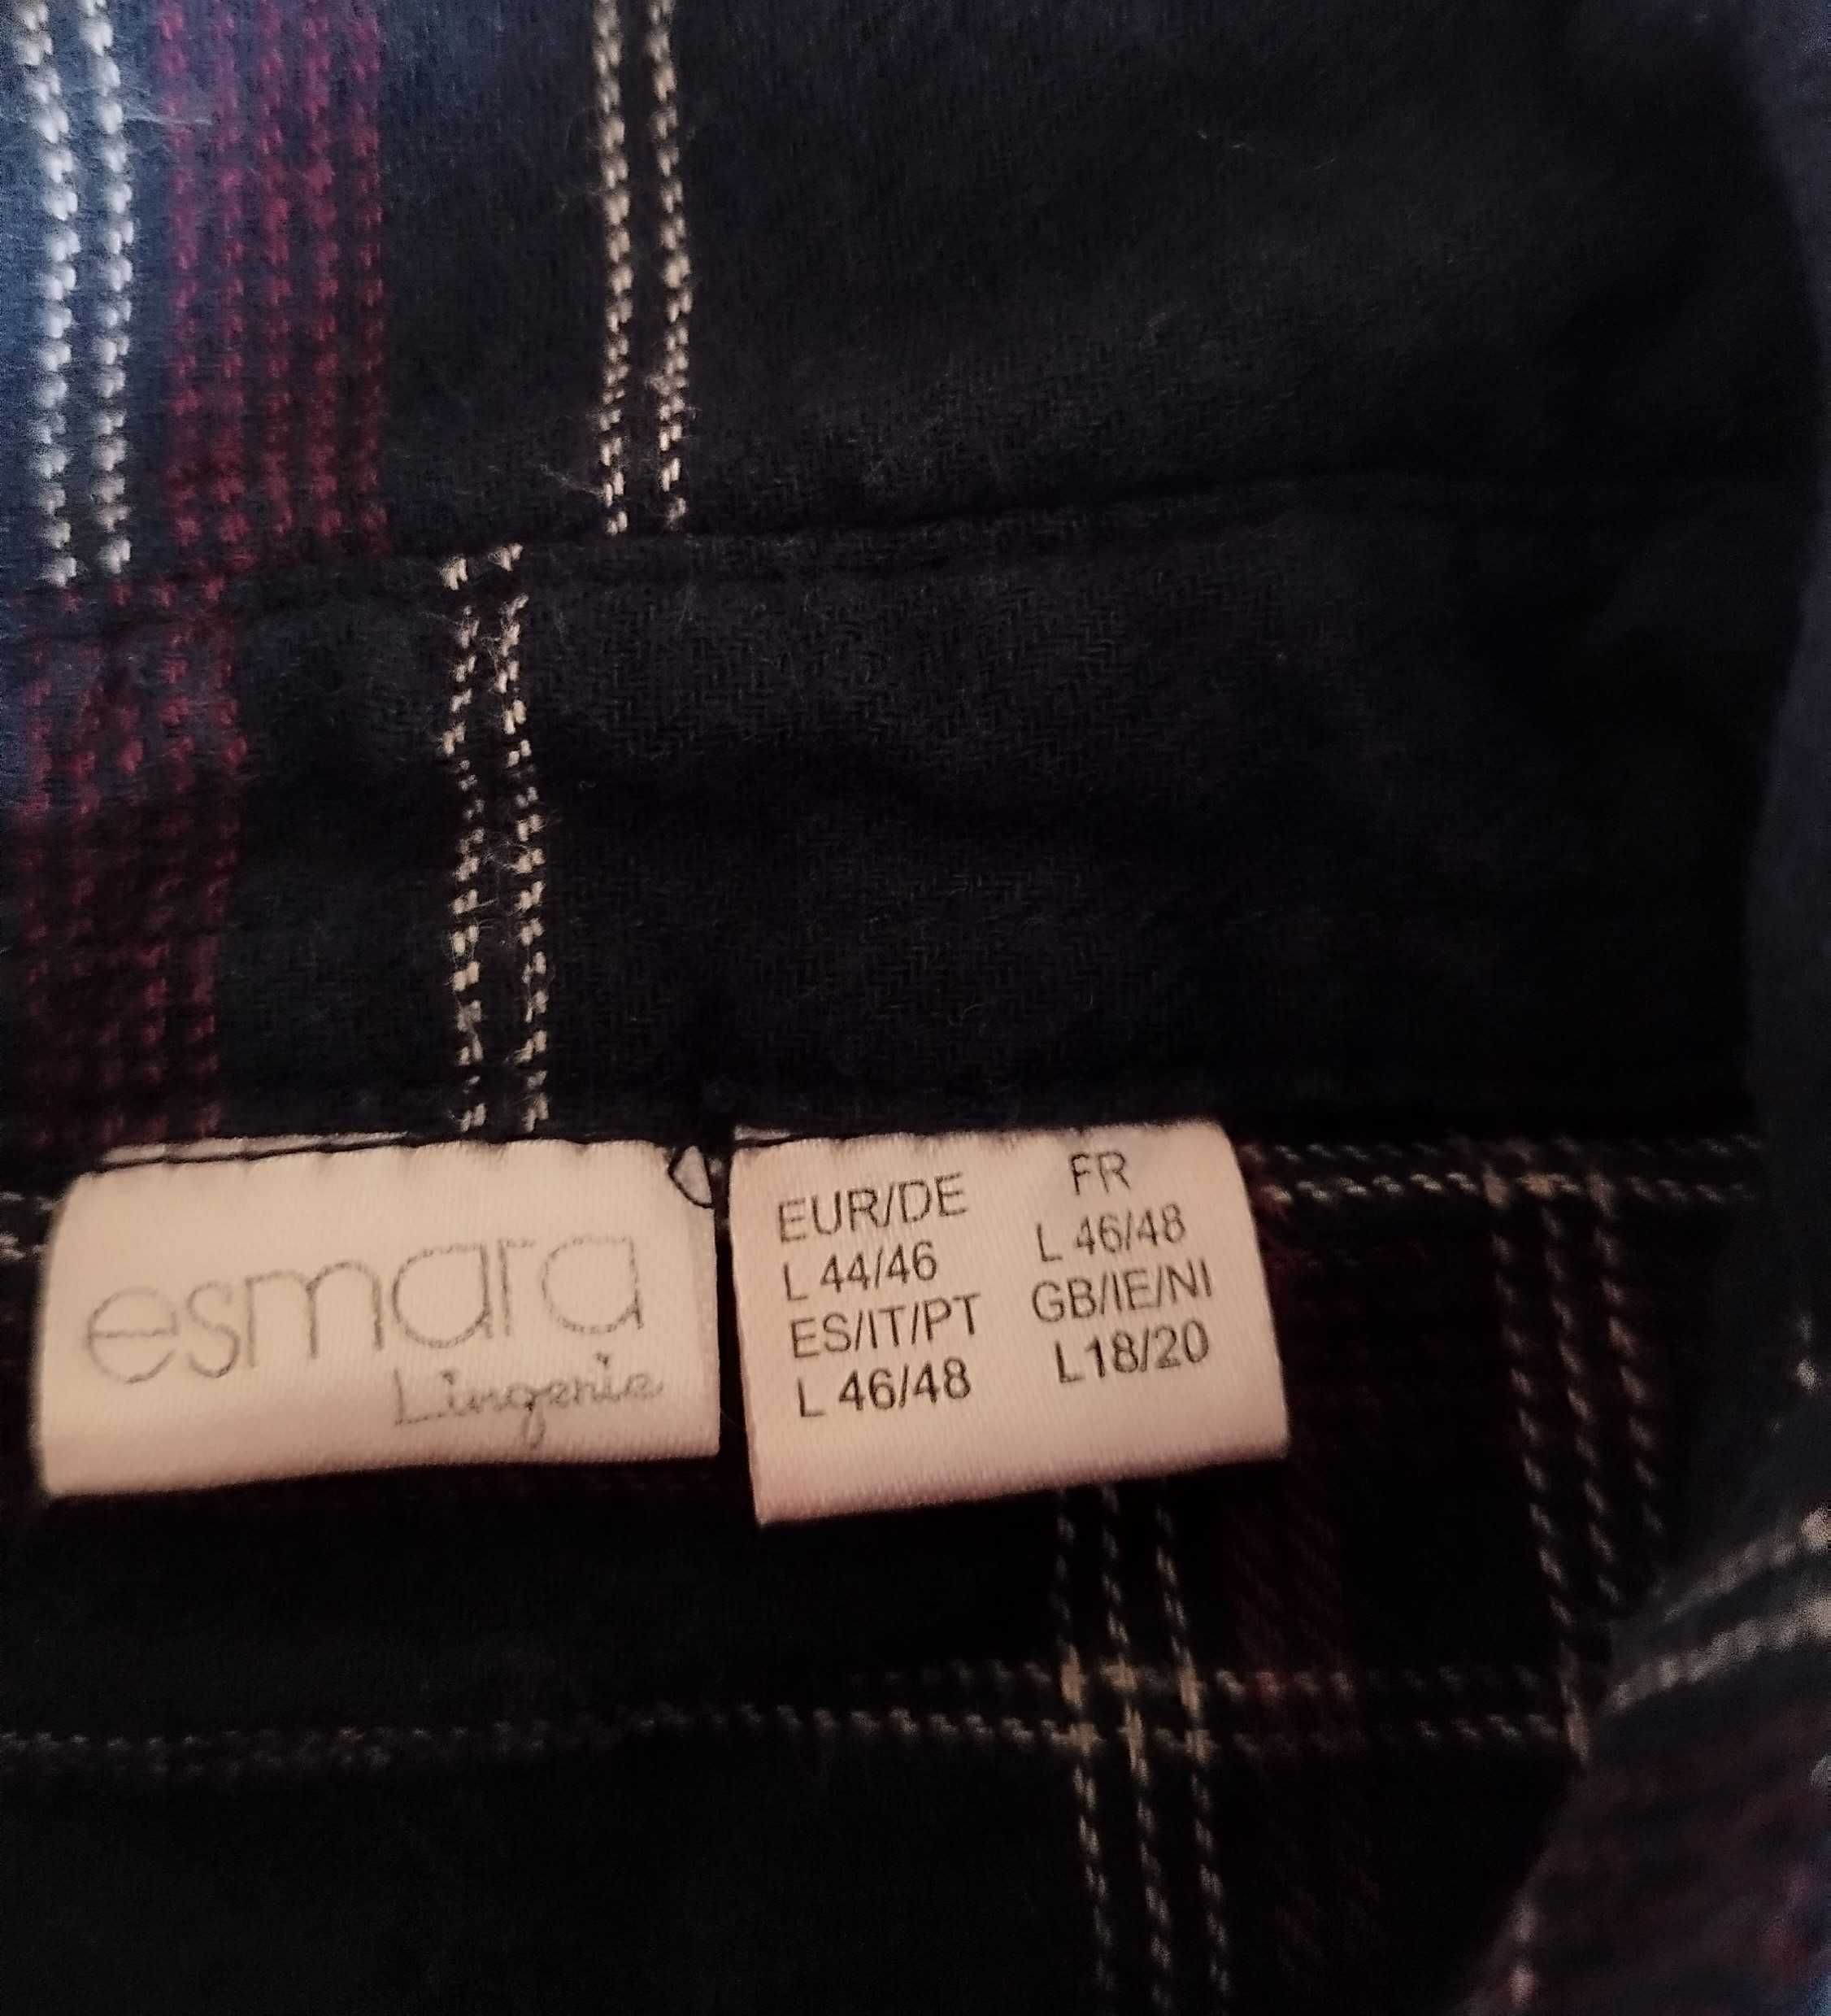 esmara
Lingerie
EUR/DE
L 44/46
ES/IT/PT
L 46/48
FR
L 46/48
GB/IE/NI
L18/20